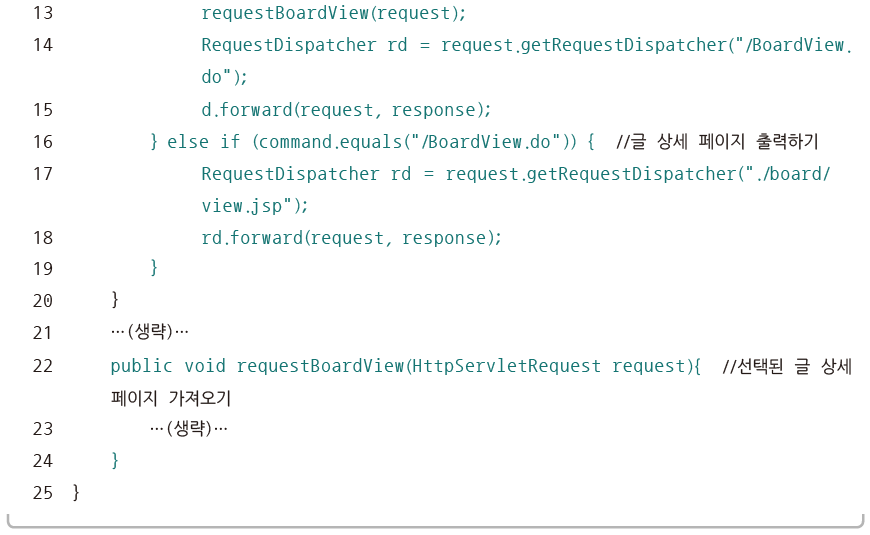 13 requestBoardView(request);
14 RequestDispatcher rd = request.getRequestDispatcher("/BoardView.
do");
15 d.forward(request, response);
16 } else if (command.equals("/BoardView.do")) { //글 상세 페이지 출력하기
17 RequestDispatcher rd = request.getRequestDispatcher("./board/
view.jsp");
18 rd.forward(request, response);
19 }
20 }
21 …(생략)…
22 public void requestBoardView(HttpServletRequest request){ //선택된 글 상세
페이지 가져오기
23 …(생략)…
24 }
25 }